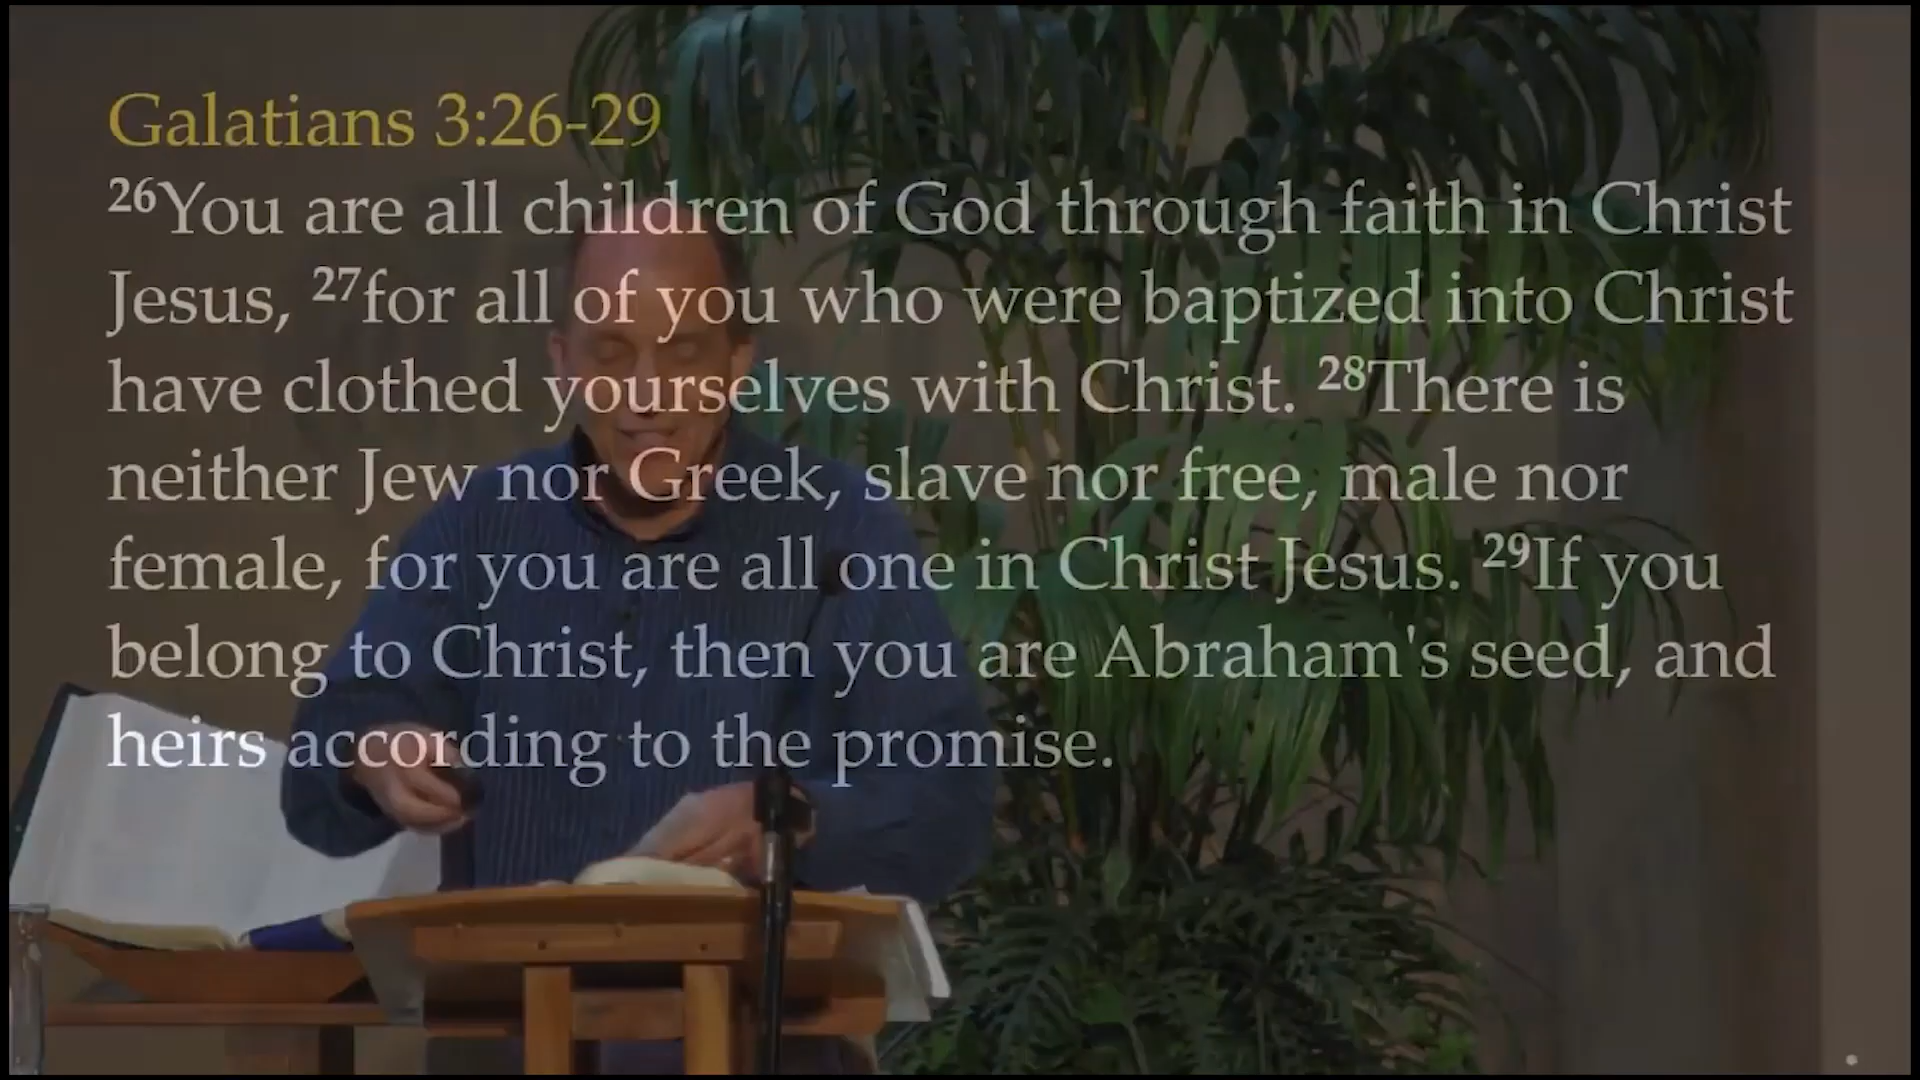 Galatians 3:26-29
26You are all children of God through faith in Christ
Jesus, 27for all of you who were baptized into Christ
have clothed yourselves with Christ. 28There is
neither Jew nor Greek, slave nor free, male nor
female, for you are all one in Christ Jesus. 29If you
belong to Christ, then you are Abraham's seed, and
heirs according to the promise.